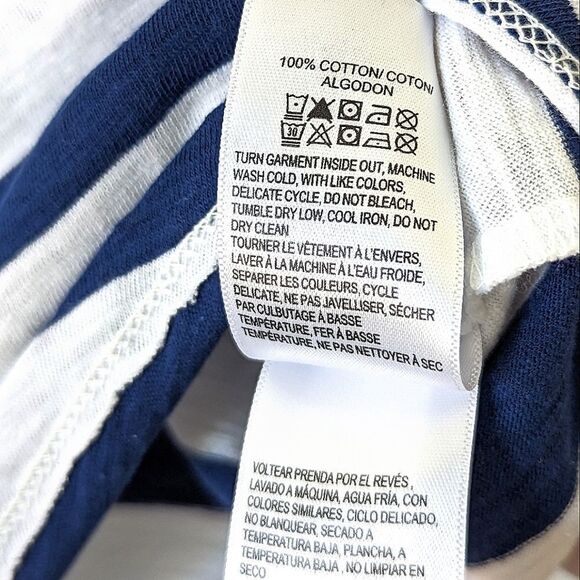 100% COTTON/ COTON/
ALGODON
30
TURN GARMENT INSIDE OUT, MACHINE
WASH COLD, WITH LIKE COLORS,
DELICATE CYCLE, DO NOT BLEACH,
TUMBLE DRY LOW, COOL IRON, DO NOT
DRY CLEAN
TOURNER LE VÊTEMENT À L'ENVERS,
LAVER À LA MACHINE À L'EAU FROIDE,
SEPARER LES COULEURS, CYCLE
DELICATE, NE PAS JAVELLISER, SÉCHER
PAR CULBUTAGE À BASSE
TEMPÉRATURE, FER À BASSE
TEMPÉRATURE, NE PAS NETTOYER À SEC
VOLTEAR PRENDA POR EL REVÉS ,
LAVADO A MÁQUINA, AGUA FRÍA, CON
COLORES SIMILARES, CICLO DELICADO,
NO BLANQUEAR, SECADO A
TEMPERATURA BAJA, PLANCHA, A
TEMPERATURA BAJA , NO LIMPIAR EN
SECO